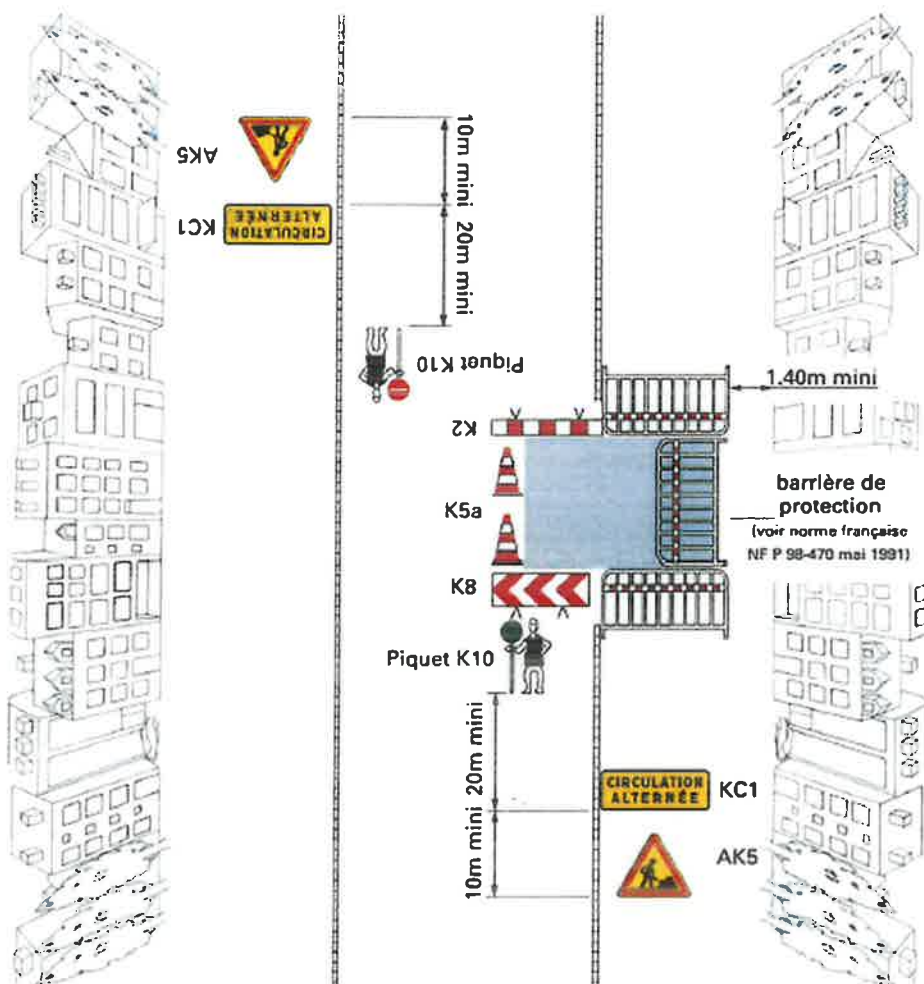 AK5
10m mini
KC1
CIRCULATION
ALTERNÉE
20m mini
Piquet K10
1.40m mini
K2
K5a
barrière de
protection
(voir norme française
NF P 98-470 mai 1991)
K8
Piquet K10
20m mini
CIRCULATION
ALTERNÉE
KC1
10m mini
AK5